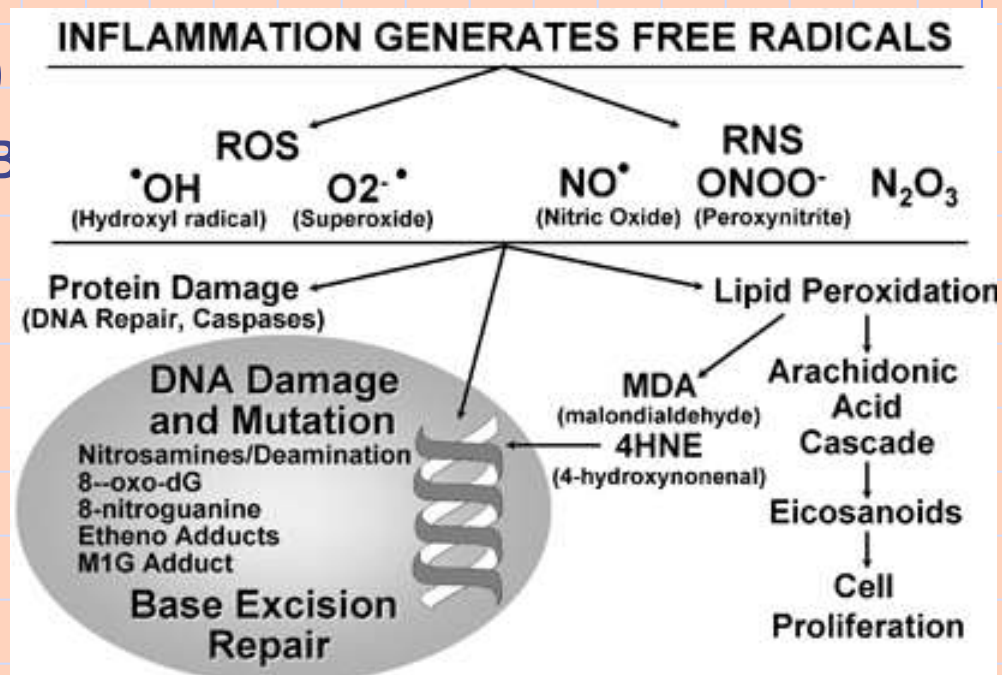 INFLAMMATION GENERATES FREE RADICALS
ROS
•OH
(Hydroxyl radical)
O2-•
(Superoxide)
RNS
NO•
(Nitric Oxide)
ONOO-
(Peroxynitrite)
N₂O₃
Protein Damage
(DNA Repair, Caspases)
Lipid Peroxidation
DNA Damage
and Mutation
Nitrosamines/Deamination
8--oxo-dG
8-nitroguanine
Etheno Adducts
M1G Adduct
Base Excision
Repair
MDA
(malondialdehyde)
4HNE
(4-hydroxynonenal)
Arachidonic
Acid
Cascade
Eicosanoids
Cell
Proliferation